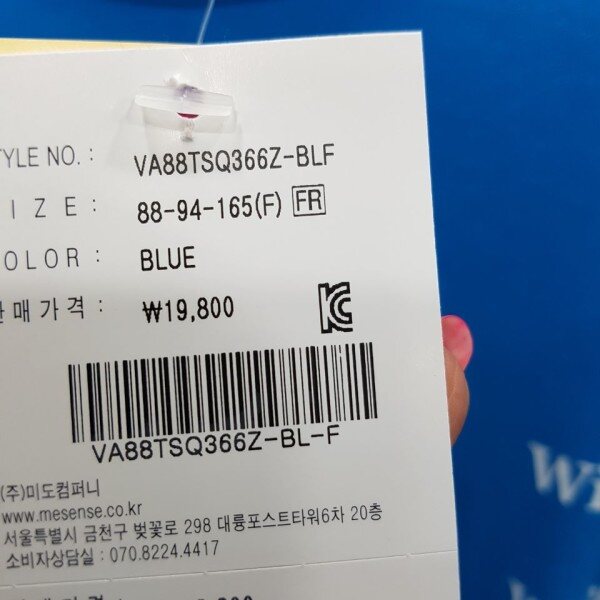 TYLE NO. : VA88TSQ366Z-BLF
IZE : 88-94-165(F) FR
OLOR : BLUE
판매가격 : ₩19,800
VA88TSQ366Z-BL-F
(주)미도컴퍼니
www.mesense.co.kr
서울특별시 금천구 벚꽃로 298 대륭포스트타워6차 20층
소비자상담실 : 070.8224.4417